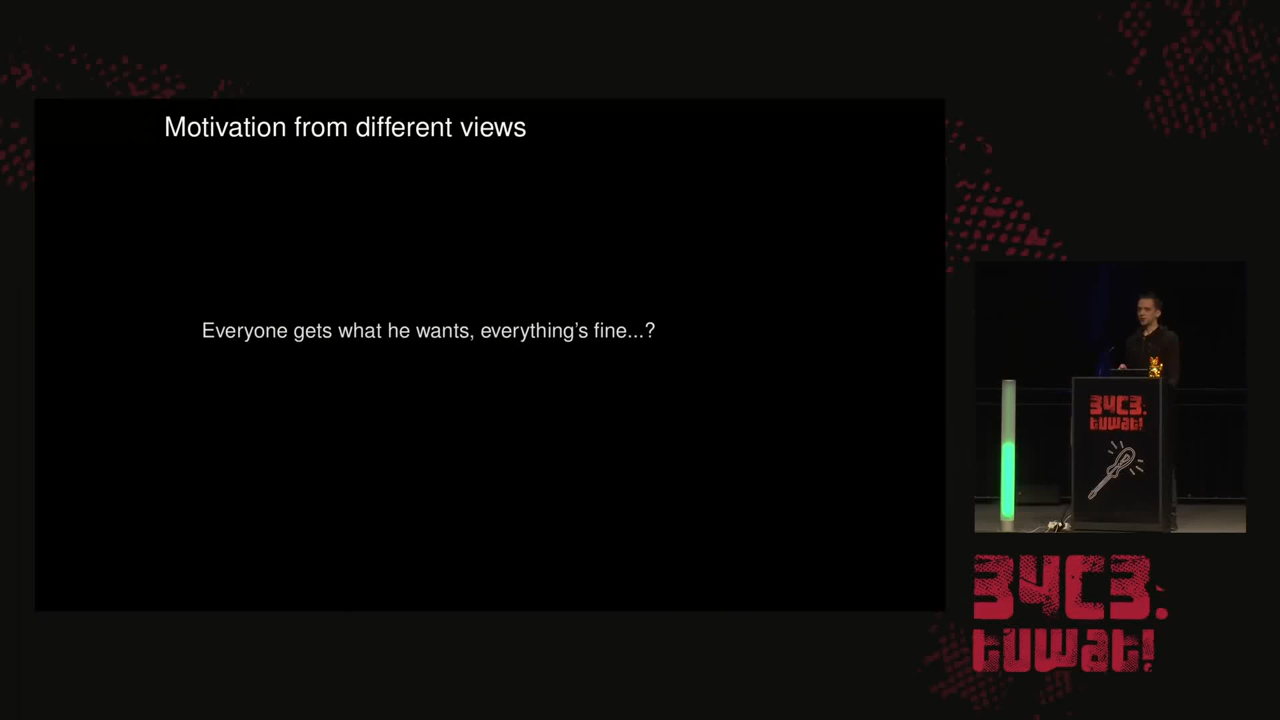 Motivation from different views
Everyone gets what he wants, everything's fine...?
34C3.
tuwat!
34C3.
tuwat!